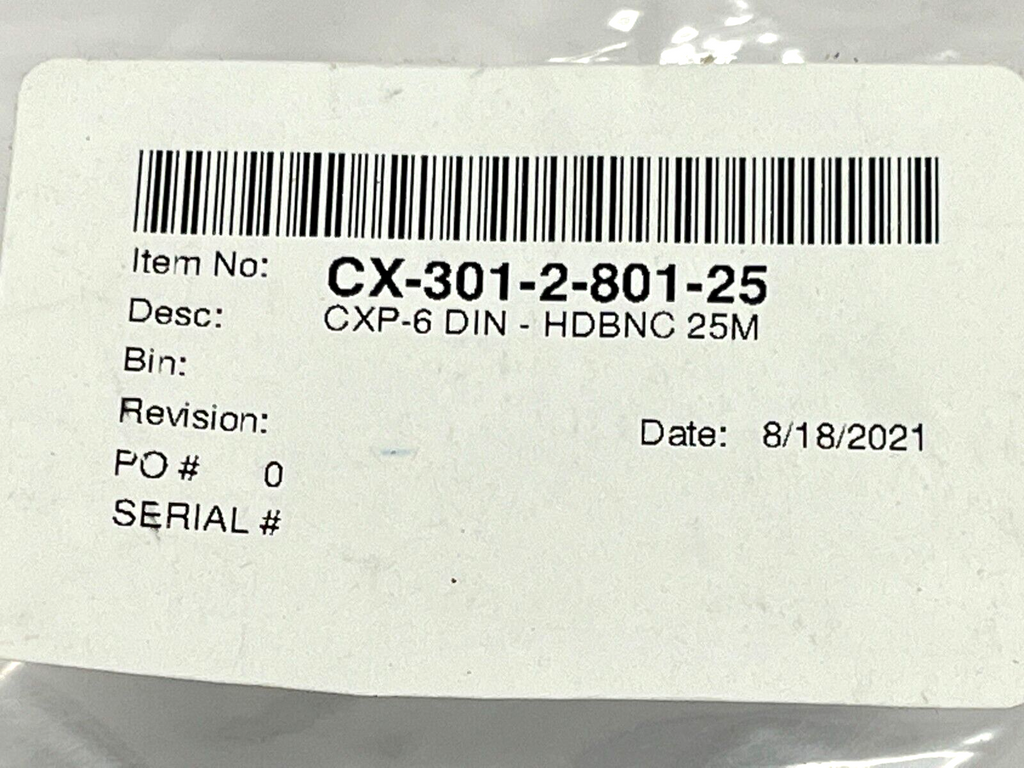 Item No: CX-301-2-801-25
Desc: CXP-6 DIN - HDBNC 25M
Bin:
Revision:
Date: 8/18/2021
PO # 0
SERIAL #